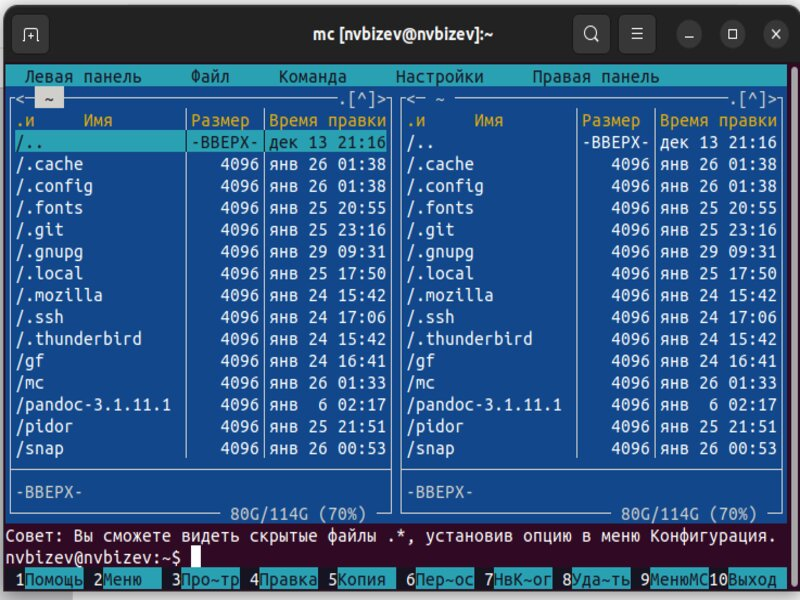 mc [nvbizev@nvbizev]:~
Левая панель Файл Команда Настройки Правая панель
<— ~ .[^]> <— ~ .[^]>
.и Имя Размер Время правки .и Имя Размер Время правки
/.. -ВВЕРХ- дек 13 21:16 /.. -ВВЕРХ- дек 13 21:16
/.cache 4096 янв 26 01:38 /.cache 4096 янв 26 01:38
/.config 4096 янв 26 01:38 /.config 4096 янв 26 01:38
/.fonts 4096 янв 25 20:55 /.fonts 4096 янв 25 20:55
/.git 4096 янв 25 23:16 /.git 4096 янв 25 23:16
/.gnupg 4096 янв 29 09:31 /.gnupg 4096 янв 29 09:31
/.local 4096 янв 25 17:50 /.local 4096 янв 25 17:50
/.mozilla 4096 янв 24 15:42 /.mozilla 4096 янв 24 15:42
/.ssh 4096 янв 24 17:06 /.ssh 4096 янв 24 17:06
/.thunderbird 4096 янв 24 15:42 /.thunderbird 4096 янв 24 15:42
/gf 4096 янв 24 16:41 /gf 4096 янв 24 16:41
/mc 4096 янв 26 01:33 /mc 4096 янв 26 01:33
/pandoc-3.1.11.1 4096 янв 6 02:17 /pandoc-3.1.11.1 4096 янв 6 02:17
/pidor 4096 янв 25 21:51 /pidor 4096 янв 25 21:51
/snap 4096 янв 26 00:53 /snap 4096 янв 26 00:53
-ВВЕРХ- -ВВЕРХ-
80G/114G (70%) 80G/114G (70%)
Совет: Вы сможете видеть скрытые файлы .*, установив опцию в меню Конфигурация.
nvbizev@nvbizev:~$
1Помощь 2Меню 3Про~тр 4Правка 5Копия 6Пер~ос 7НвК~ог 8Уда~ть 9МенюМС 10Выход